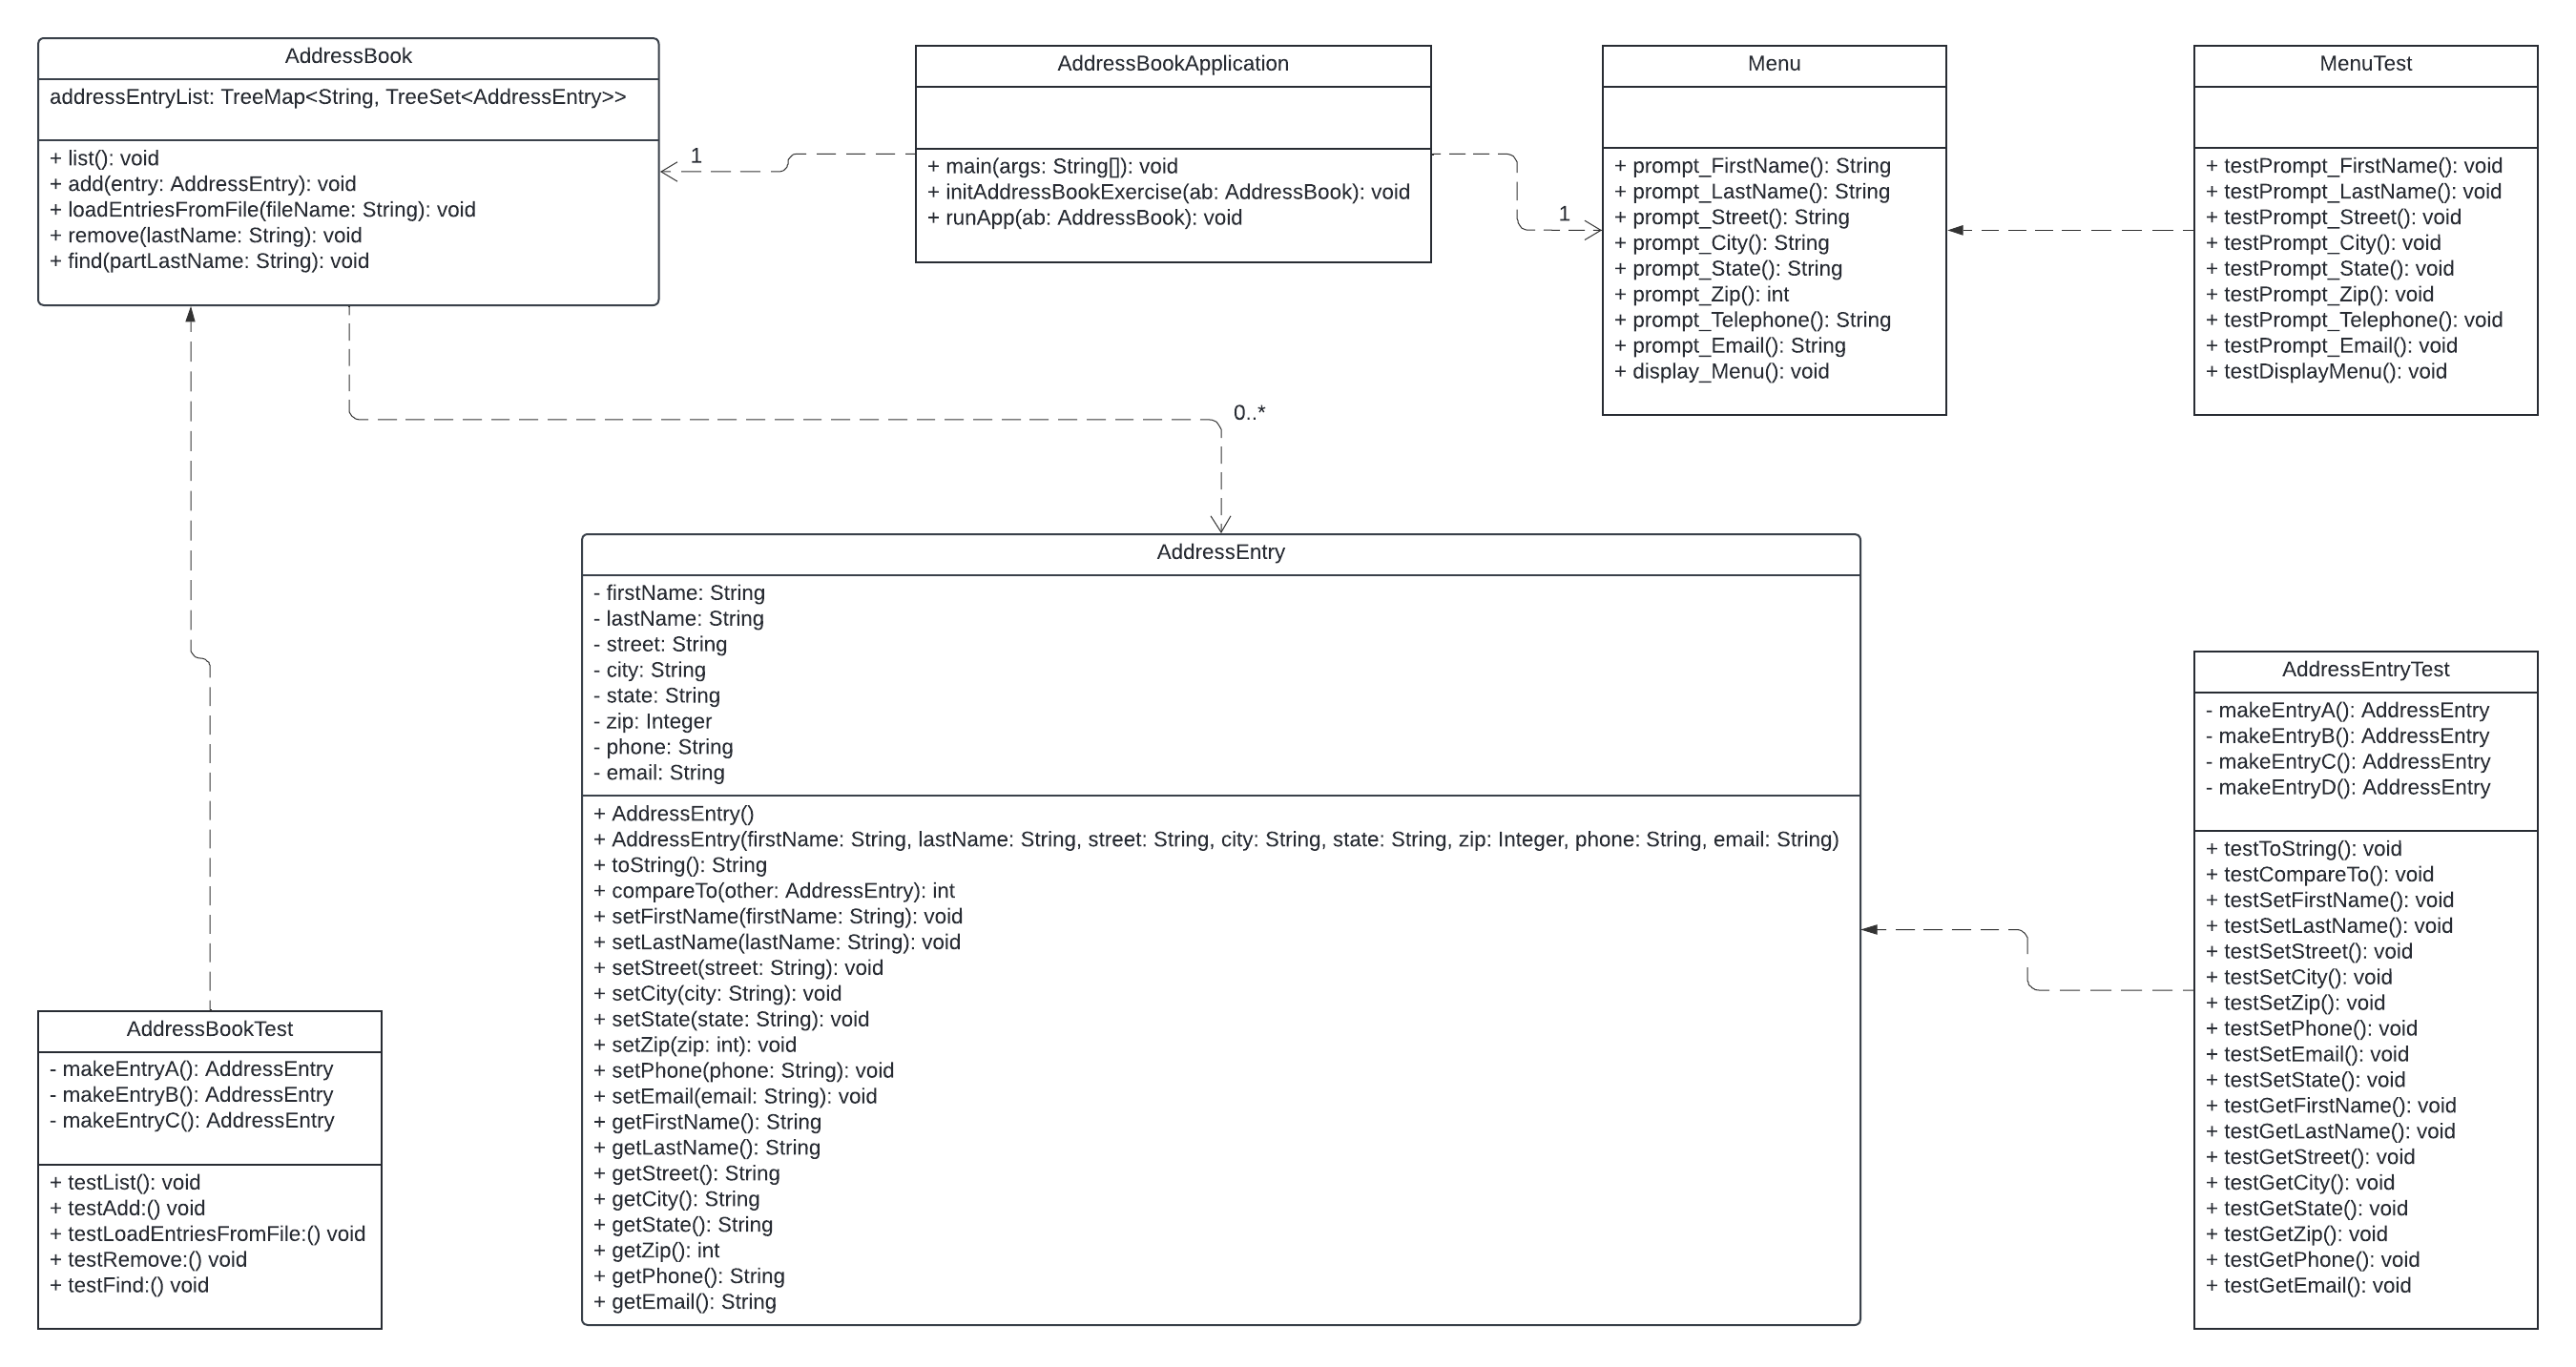 AddressBook
addressEntryList: TreeMap<String, TreeSet<AddressEntry>>
+ list(): void
+ add(entry: AddressEntry): void
+ loadEntriesFromFile(fileName: String): void
+ remove(lastName: String): void
+ find(partLastName: String): void
1
AddressBookApplication
+ main(args: String[]): void
+ initAddressBookExercise(ab: AddressBook): void
+ runApp(ab: AddressBook): void
1
Menu
+ prompt_FirstName(): String
+ prompt_LastName(): String
+ prompt_Street(): String
+ prompt_City(): String
+ prompt_State(): String
+ prompt_Zip(): int
+ prompt_Telephone(): String
+ prompt_Email(): String
+ display_Menu(): void
MenuTest
+ testPrompt_FirstName(): void
+ testPrompt_LastName(): void
+ testPrompt_Street(): void
+ testPrompt_City(): void
+ testPrompt_State(): void
+ testPrompt_Zip(): void
+ testPrompt_Telephone(): void
+ testPrompt_Email(): void
+ testDisplayMenu(): void
0..*
AddressEntry
- firstName: String
- lastName: String
- street: String
- city: String
- state: String
- zip: Integer
- phone: String
- email: String
+ AddressEntry()
+ AddressEntry(firstName: String, lastName: String, street: String, city: String, state: String, zip: Integer, phone: String, email: String)
+ toString(): String
+ compareTo(other: AddressEntry): int
+ setFirstName(firstName: String): void
+ setLastName(lastName: String): void
+ setStreet(street: String): void
+ setCity(city: String): void
+ setState(state: String): void
+ setZip(zip: int): void
+ setPhone(phone: String): void
+ setEmail(email: String): void
+ getFirstName(): String
+ getLastName(): String
+ getStreet(): String
+ getCity(): String
+ getState(): String
+ getZip(): int
+ getPhone(): String
+ getEmail(): String
AddressEntryTest
- makeEntryA(): AddressEntry
- makeEntryB(): AddressEntry
- makeEntryC(): AddressEntry
- makeEntryD(): AddressEntry
+ testToString(): void
+ testCompareTo(): void
+ testSetFirstName(): void
+ testSetLastName(): void
+ testSetStreet(): void
+ testSetCity(): void
+ testSetZip(): void
+ testSetPhone(): void
+ testSetEmail(): void
+ testSetState(): void
+ testGetFirstName(): void
+ testGetLastName(): void
+ testGetStreet(): void
+ testGetCity(): void
+ testGetState(): void
+ testGetZip(): void
+ testGetPhone(): void
+ testGetEmail(): void
AddressBookTest
- makeEntryA(): AddressEntry
- makeEntryB(): AddressEntry
- makeEntryC(): AddressEntry
+ testList(): void
+ testAdd:() void
+ testLoadEntriesFromFile:() void
+ testRemove:() void
+ testFind:() void